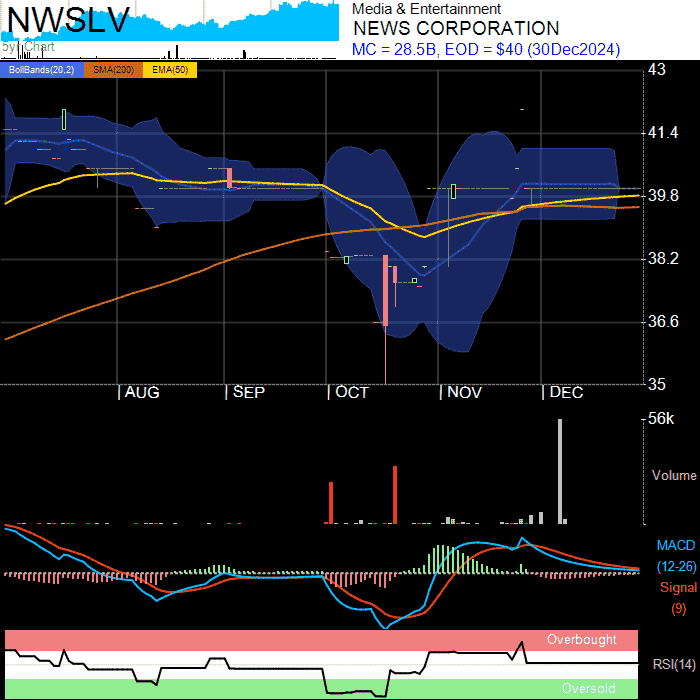 NWSLV
5yr Chart
Media & Entertainment
NEWS CORPORATION
MC = 28.5B, EOD = $40 (30Dec2024)
BollBands(20,2) SMA(200) EMA(50)
43
41.4
39.8
38.2
36.6
35
AUG SEP OCT NOV DEC
56k
Volume
MACD
(12-26)
Signal
(9)
Overbought
RSI(14)
Oversold